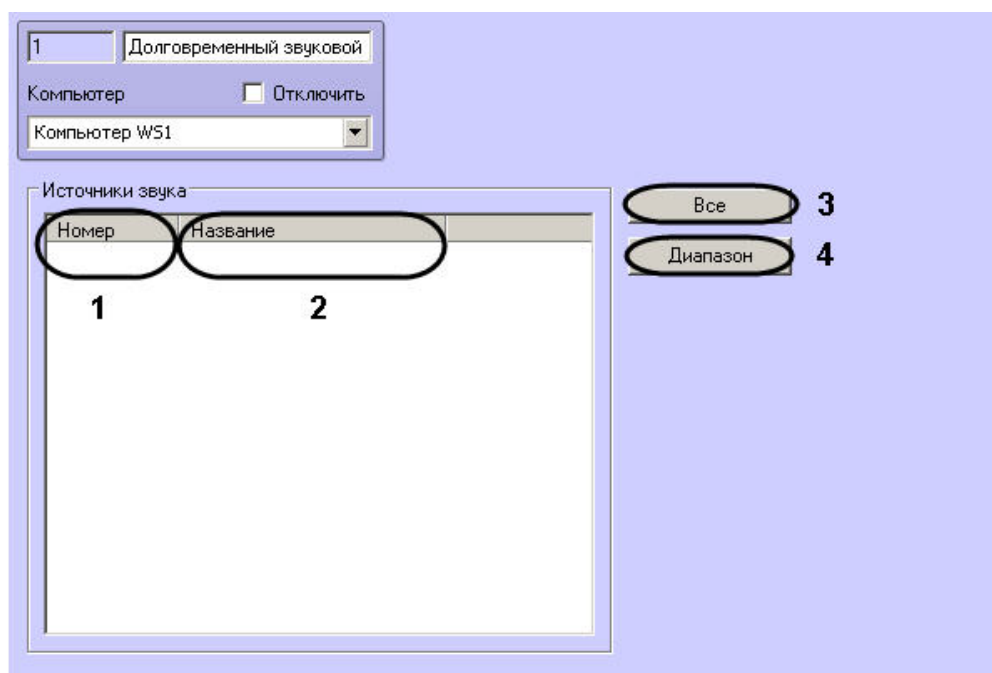 1 Долговременный звуковой
Компьютер Отключить
Компьютер WS1
Источники звука
Все 3
Номер Название
Диапазон 4
1 2